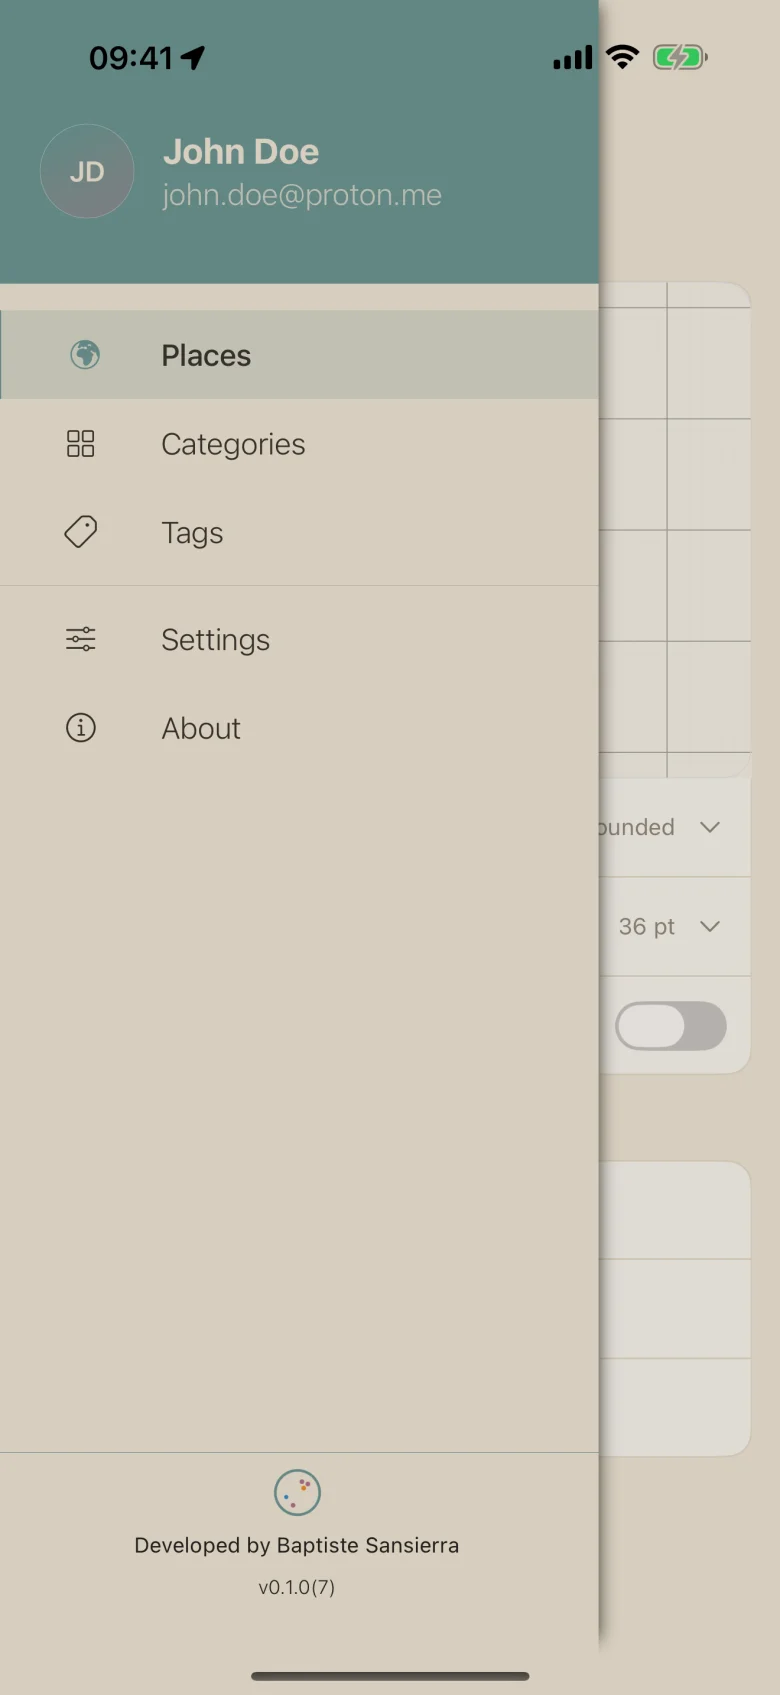 09:41
JD
John Doe
john.doe@proton.me
Places
Categories
Tags
Settings
About
ounded
36 pt
Developed by Baptiste Sansierra
v0.1.0(7)